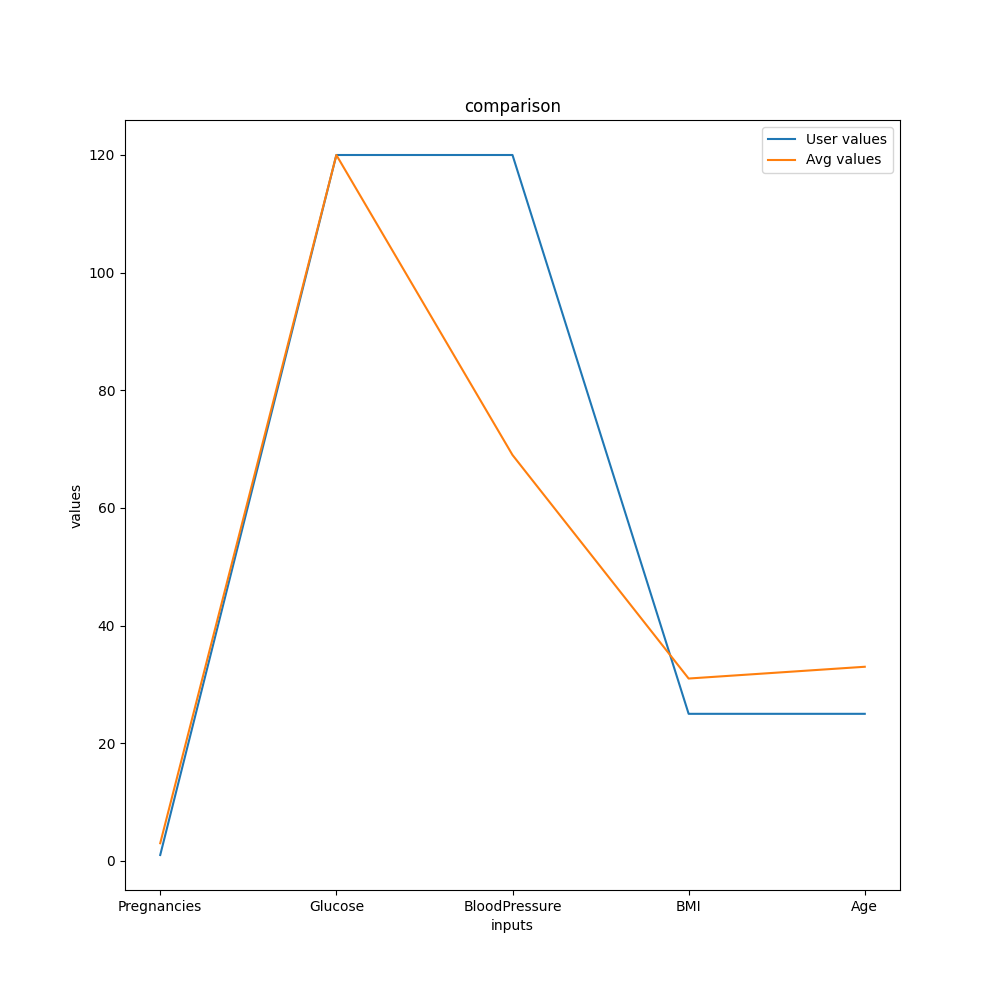 comparison
User values
Avg values
120
100
80
60
40
20
0
values
Pregnancies Glucose BloodPressure BMI Age
inputs